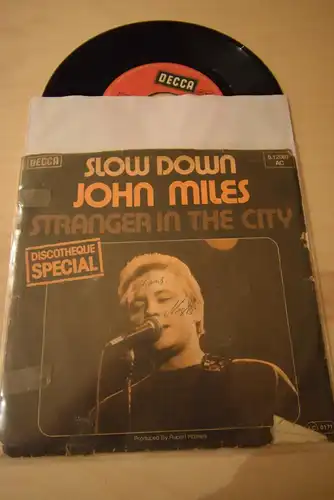 DECCA
DECCA
SLOW DOWN
JOHN MILES
STRANGER IN THE CITY
DISCOTHEQUE
SPECIAL
Produced by Rupert Holmes